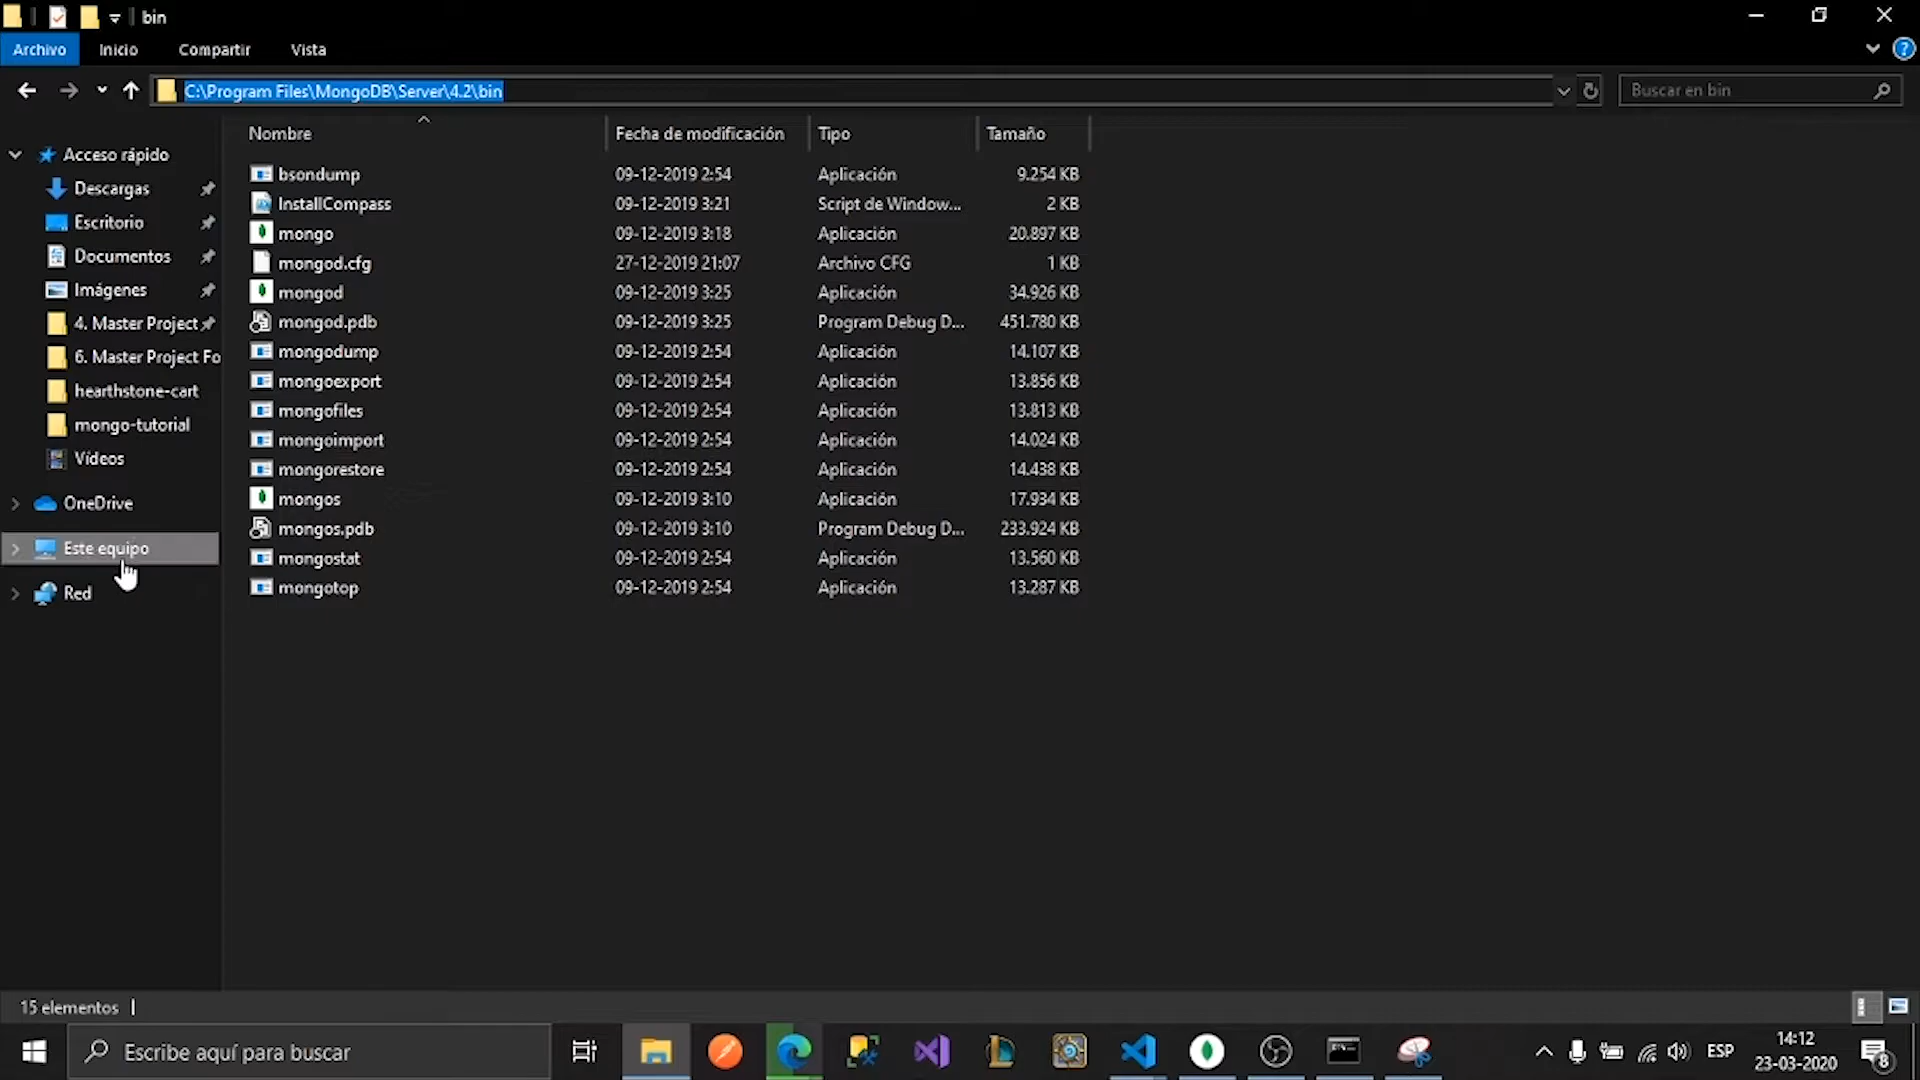 bin
Archivo Inicio Compartir Vista
C:\Program Files\MongoDB\Server\4.2\bin
Buscar en bin
Nombre Fecha de modificación Tipo Tamaño
Acceso rápido
Descargas
Escritorio
Documentos
Imágenes
4. Master Project
6. Master Project Fo
hearthstone-cart
mongo-tutorial
Vídeos
OneDrive
Este equipo
Red
bsondump 09-12-2019 2:54 Aplicación 9.254 KB
InstallCompass 09-12-2019 3:21 Script de Window... 2 KB
mongo 09-12-2019 3:18 Aplicación 20.897 KB
mongod.cfg 27-12-2019 21:07 Archivo CFG 1 KB
mongod 09-12-2019 3:25 Aplicación 34.926 KB
mongod.pdb 09-12-2019 3:25 Program Debug D... 451.780 KB
mongodump 09-12-2019 2:54 Aplicación 14.107 KB
mongoexport 09-12-2019 2:54 Aplicación 13.856 KB
mongofiles 09-12-2019 2:54 Aplicación 13.813 KB
mongoimport 09-12-2019 2:54 Aplicación 14.024 KB
mongorestore 09-12-2019 2:54 Aplicación 14.438 KB
mongos 09-12-2019 3:10 Aplicación 17.934 KB
mongos.pdb 09-12-2019 3:10 Program Debug D... 233.924 KB
mongostat 09-12-2019 2:54 Aplicación 13.560 KB
mongotop 09-12-2019 2:54 Aplicación 13.287 KB
15 elementos
Escribe aquí para buscar
ESP
14:12
23-03-2020
8